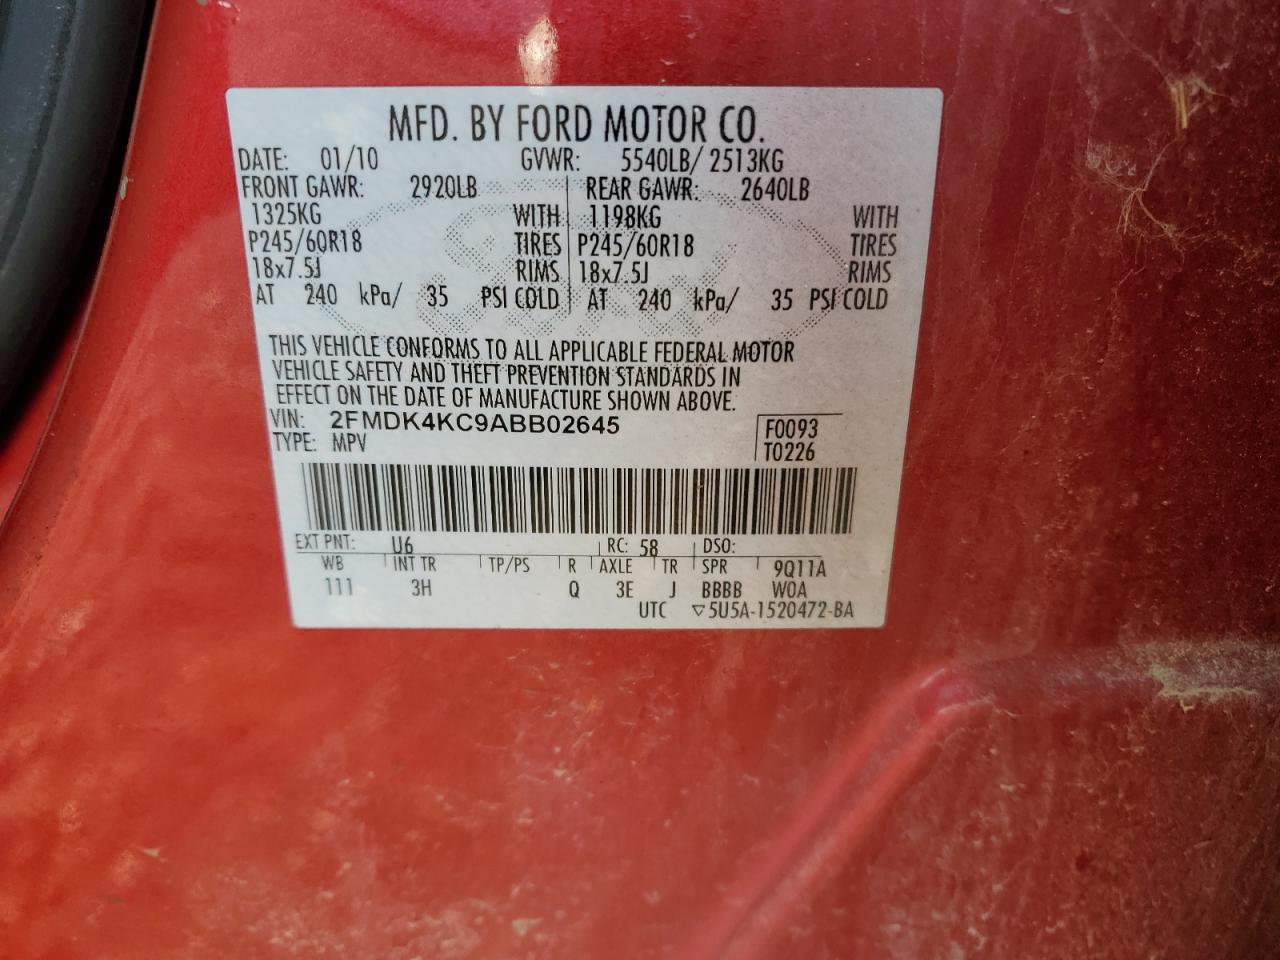 MFD. BY FORD MOTOR CO.
DATE: 01/10 GVWR: 5540LB/ 2513KG
FRONT GAWR: 2920LB REAR GAWR: 2640LB
1325KG WITH 1198KG WITH
P245/60R18 TIRES P245/60R18 TIRES
18x7.5J RIMS 18x7.5J RIMS
AT 240 kPa/ 35 PSI COLD AT 240 kPa/ 35 PSI COLD
THIS VEHICLE CONFORMS TO ALL APPLICABLE FEDERAL MOTOR
VEHICLE SAFETY AND THEFT PREVENTION STANDARDS IN
EFFECT ON THE DATE OF MANUFACTURE SHOWN ABOVE.
VIN: 2FMDK4KC9ABB02645 F0093
TYPE: MPV T0226
EXT PNT: U6 RC: 58 DSO:
WB INT TR TP/PS R AXLE TR SPR 9Q11A
111 3H Q 3E J BBBB WOA
UTC ▽5U5A-1520472-BA